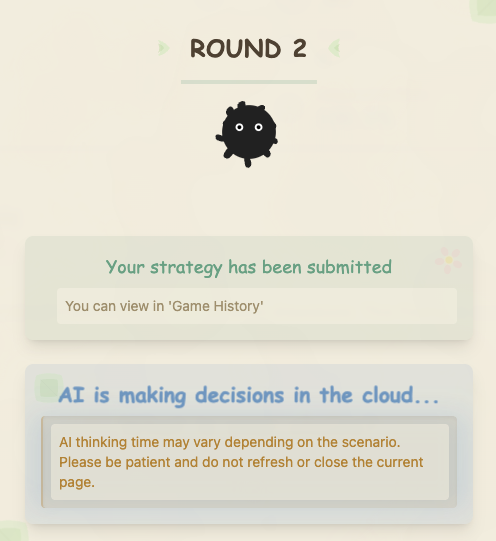 ROUND 2
Your strategy has been submitted
You can view in 'Game History'
AI is making decisions in the cloud...
AI thinking time may vary depending on the scenario.
Please be patient and do not refresh or close the current
page.